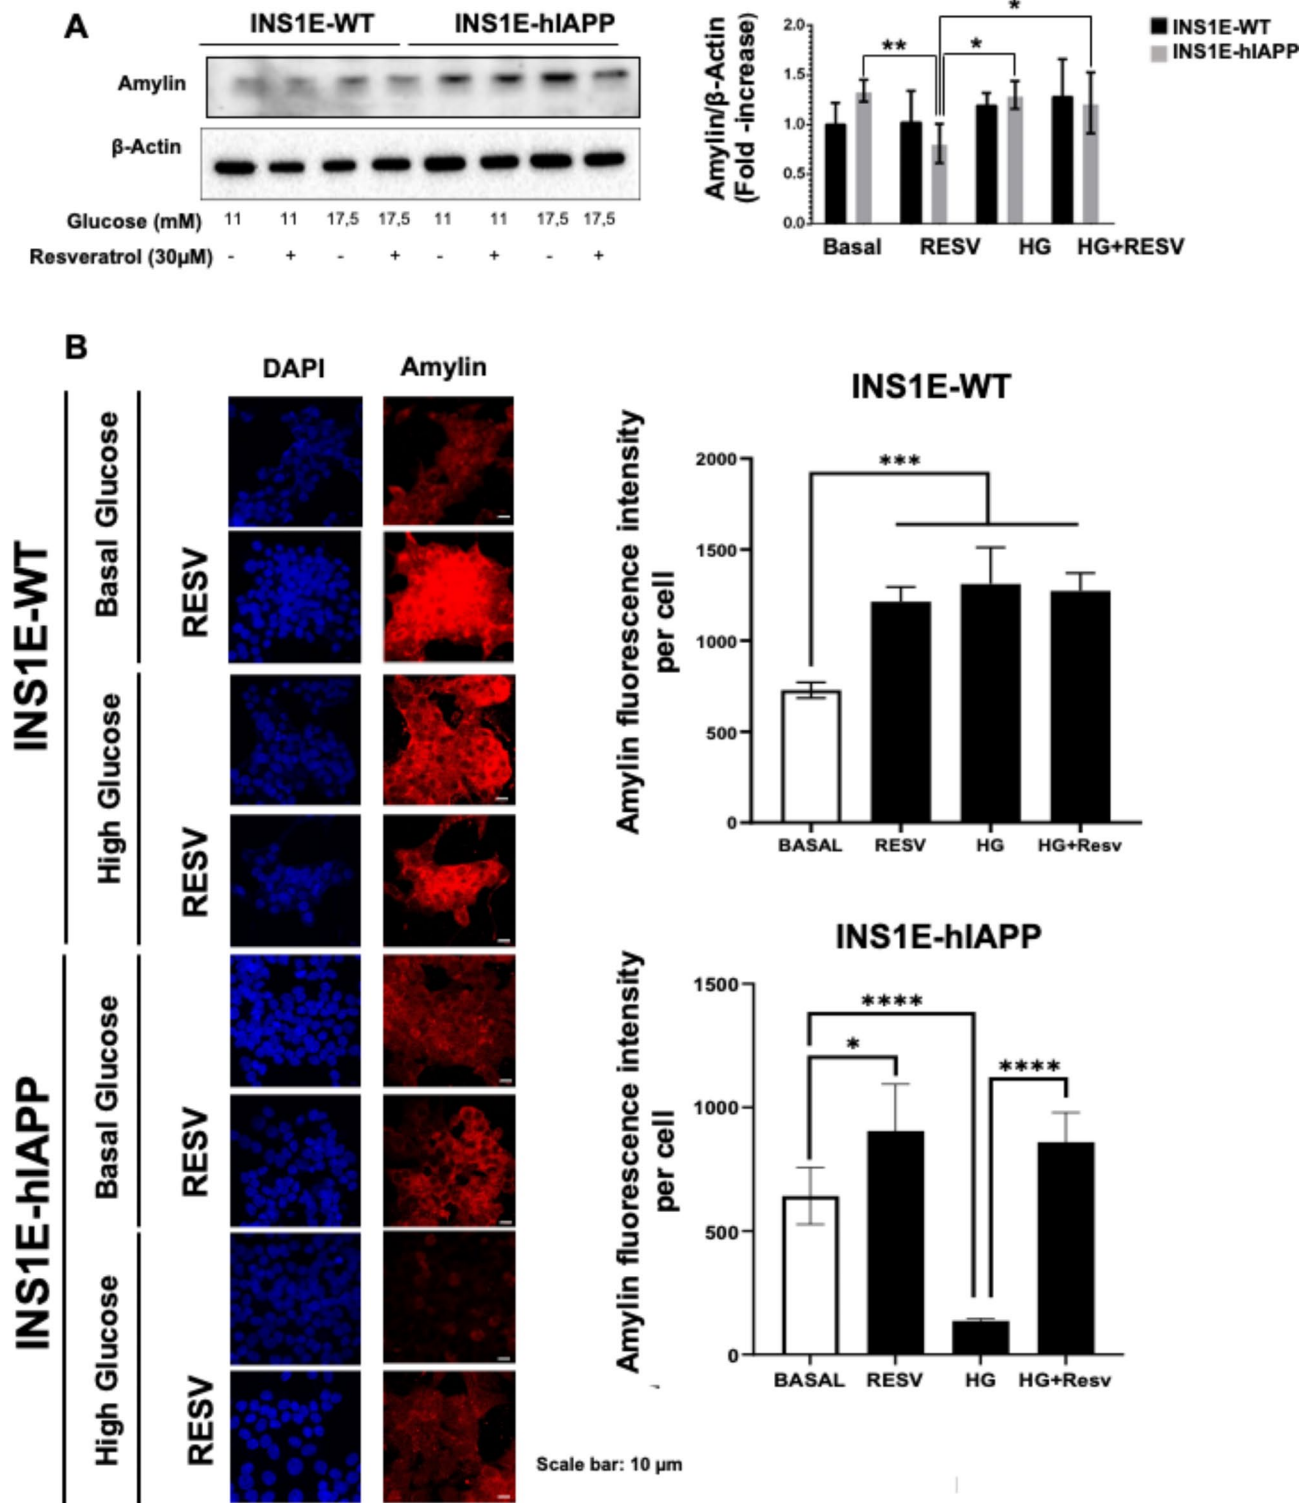 A
INS1E-WT INS1E-hIAPP
Amylin
β-Actin
Glucose (mM) 11 11 17,5 17,5 11 11 17,5 17,5
Resveratrol (30µM) - + - + - + - +
Amylin/β-Actin
(Fold -increase)
2.0
1.5
1.0
0.5
0.0
** * *
Basal RESV HG HG+RESV
INS1E-WT
INS1E-hIAPP
B
DAPI Amylin
INS1E-WT
Basal Glucose
RESV
High Glucose
RESV
INS1E-hIAPP
Basal Glucose
RESV
High Glucose
RESV
Scale bar: 10 µm
INS1E-WT
Amylin fluorescence intensity
per cell
2000
1500
1000
500
0
***
BASAL RESV HG HG+Resv
INS1E-hIAPP
Amylin fluorescence intensity
per cell
1500
1000
500
0
****
*
****
BASAL RESV HG HG+Resv